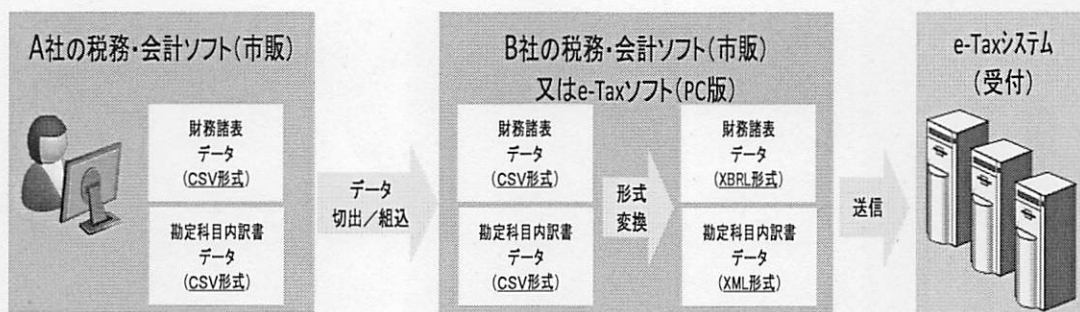 A社の税務・会計ソフト(市販)
財務諸表
データ
(CSV形式)
勘定科目内訳書
データ
(CSV形式)
データ
切出/組込
B社の税務・会計ソフト(市販)
又はe-Taxソフト(PC版)
財務諸表
データ
(CSV形式)
勘定科目内訳書
データ
(CSV形式)
形式
変換
財務諸表
データ
(XBRL形式)
勘定科目内訳書
データ
(XML形式)
送信
e-Taxシステム
(受付)